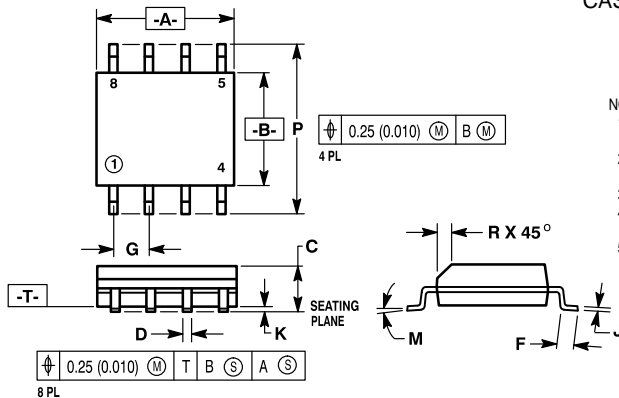 CAS
-A-
8 5
-B- P
1 4
⌖ 0.25 (0.010) Ⓜ B Ⓜ
4 PL
G
C
R X 45°
-T-
SEATING
PLANE
D K
M
F
J
⌖ 0.25 (0.010) Ⓜ T B Ⓢ A Ⓢ
8 PL